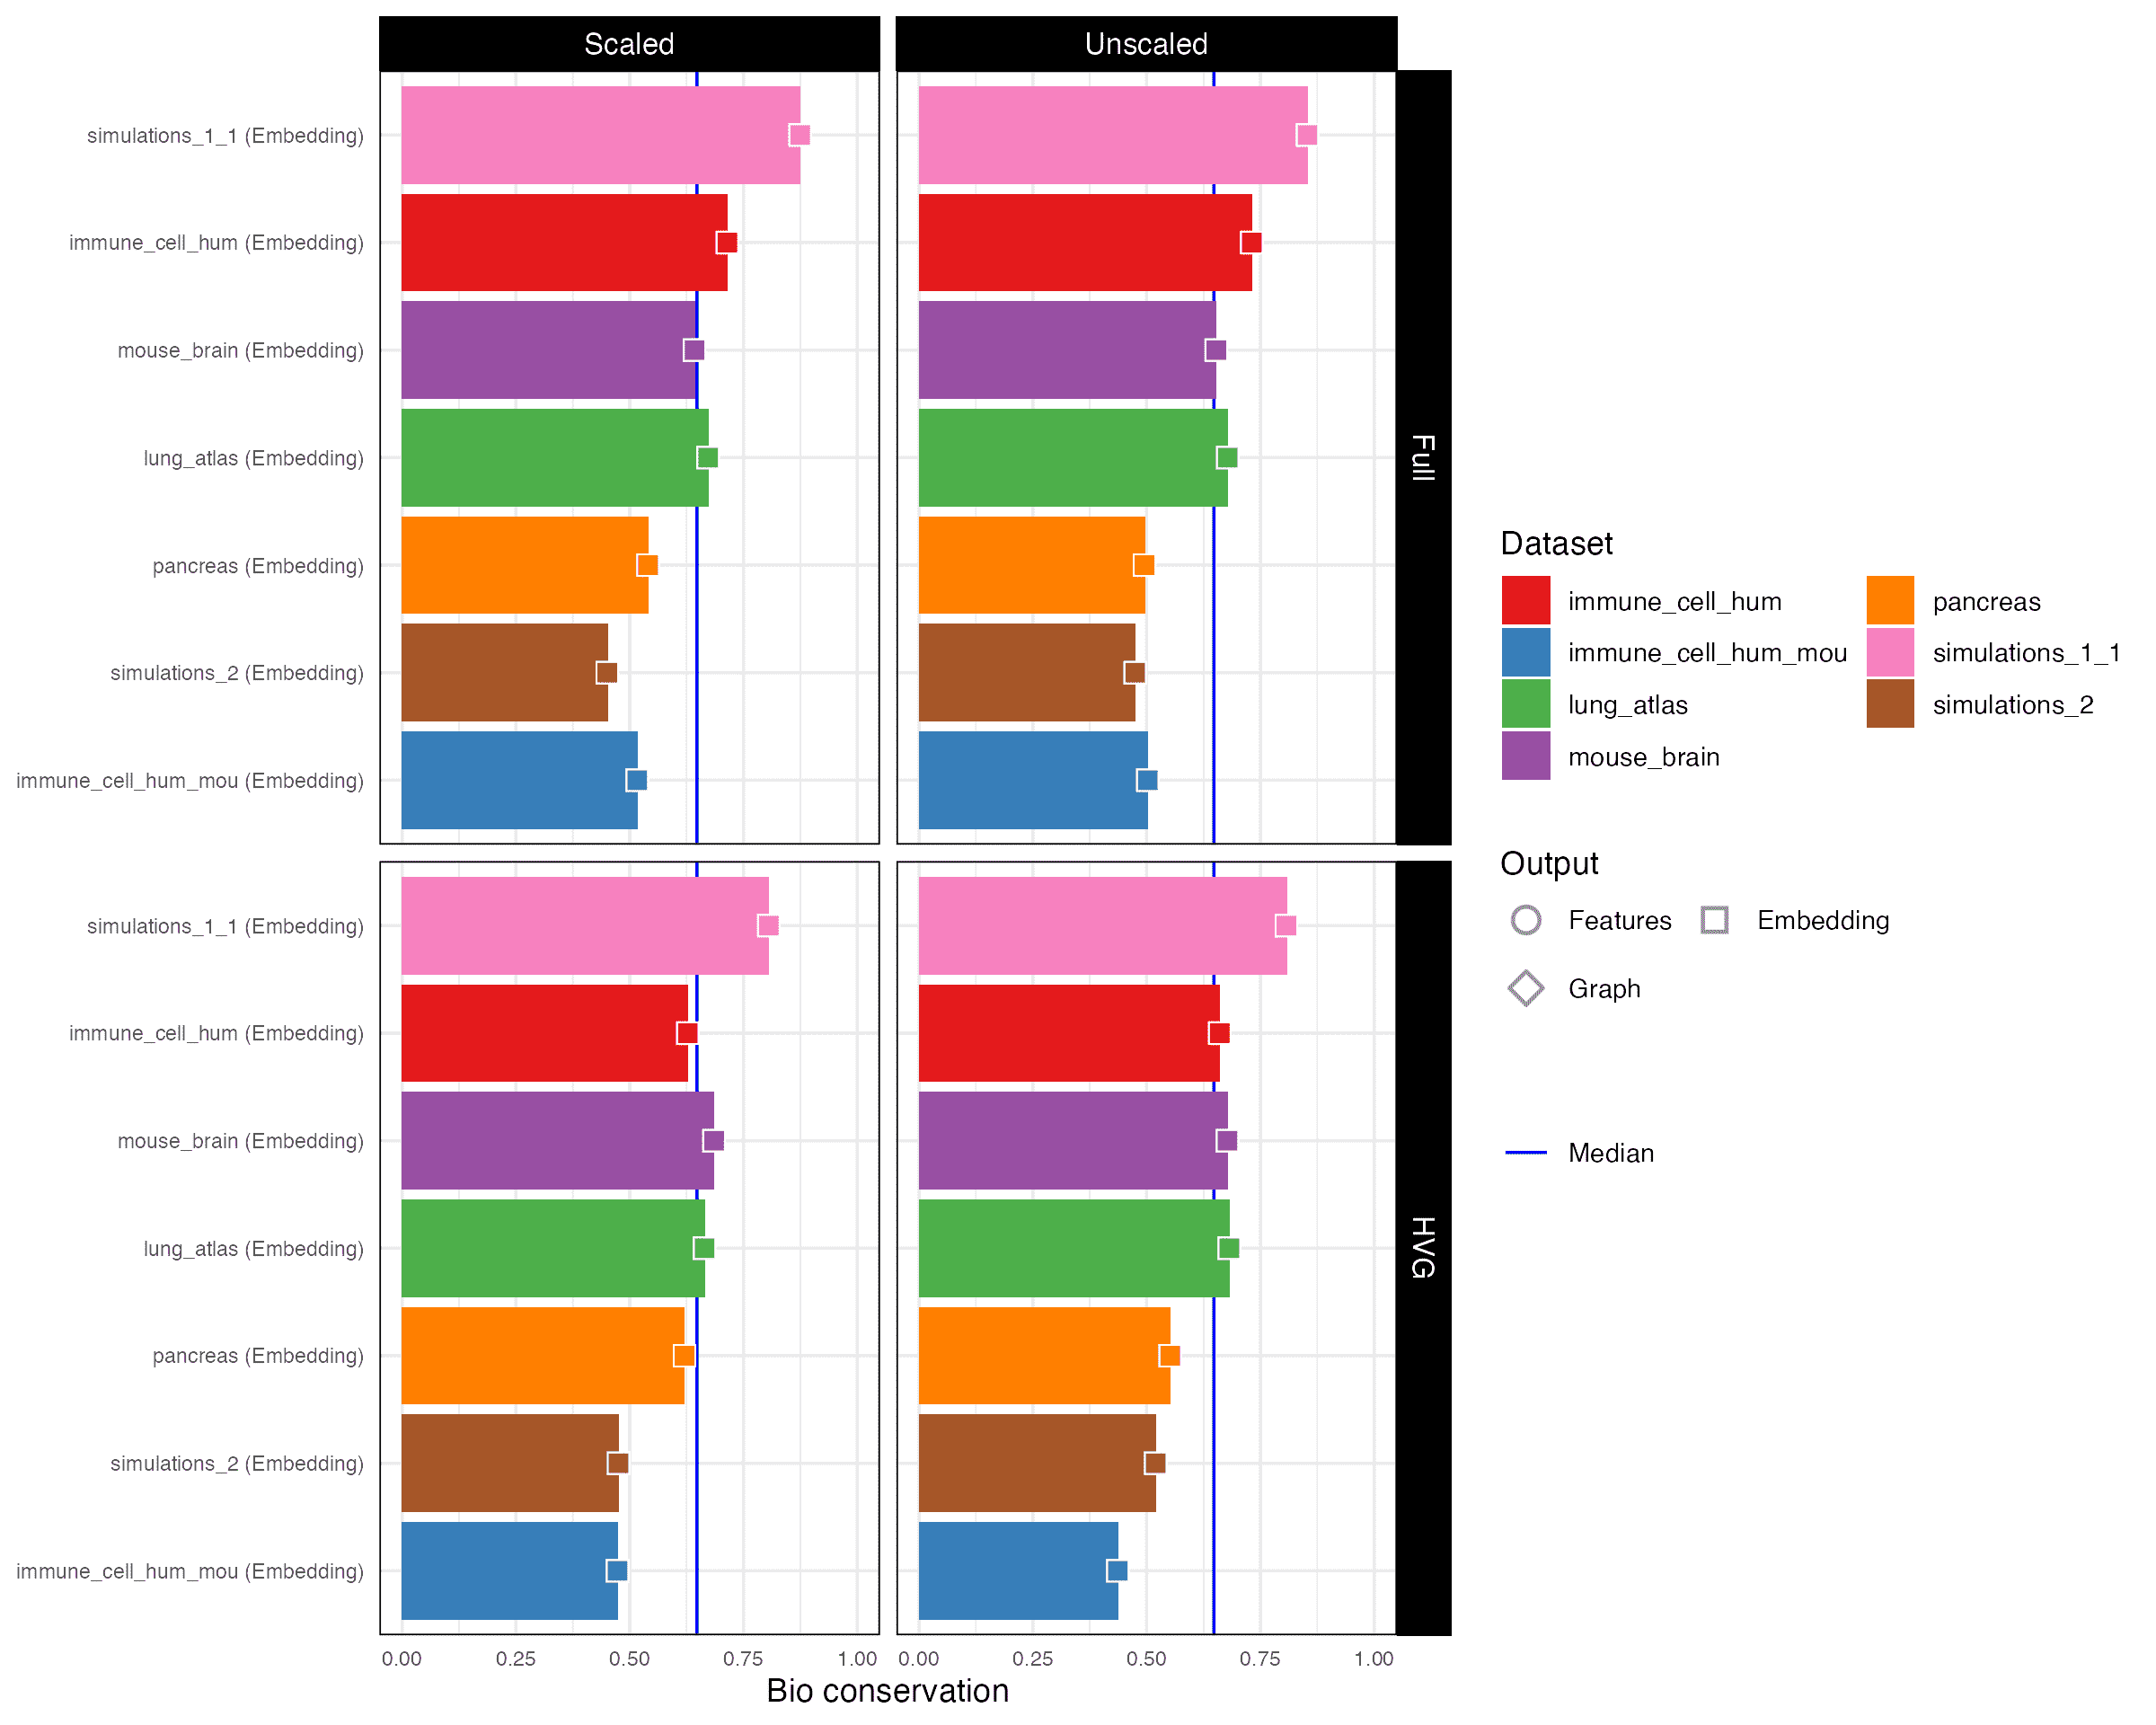 Scaled
Unscaled
simulations_1_1 (Embedding)
immune_cell_hum (Embedding)
mouse_brain (Embedding)
lung_atlas (Embedding)
pancreas (Embedding)
simulations_2 (Embedding)
immune_cell_hum_mou (Embedding)
Full
simulations_1_1 (Embedding)
immune_cell_hum (Embedding)
mouse_brain (Embedding)
lung_atlas (Embedding)
pancreas (Embedding)
simulations_2 (Embedding)
immune_cell_hum_mou (Embedding)
HVG
0.00 0.25 0.50 0.75 1.00
0.00 0.25 0.50 0.75 1.00
Bio conservation
Dataset
immune_cell_hum
immune_cell_hum_mou
lung_atlas
mouse_brain
pancreas
simulations_1_1
simulations_2
Output
Features
Embedding
Graph
Median